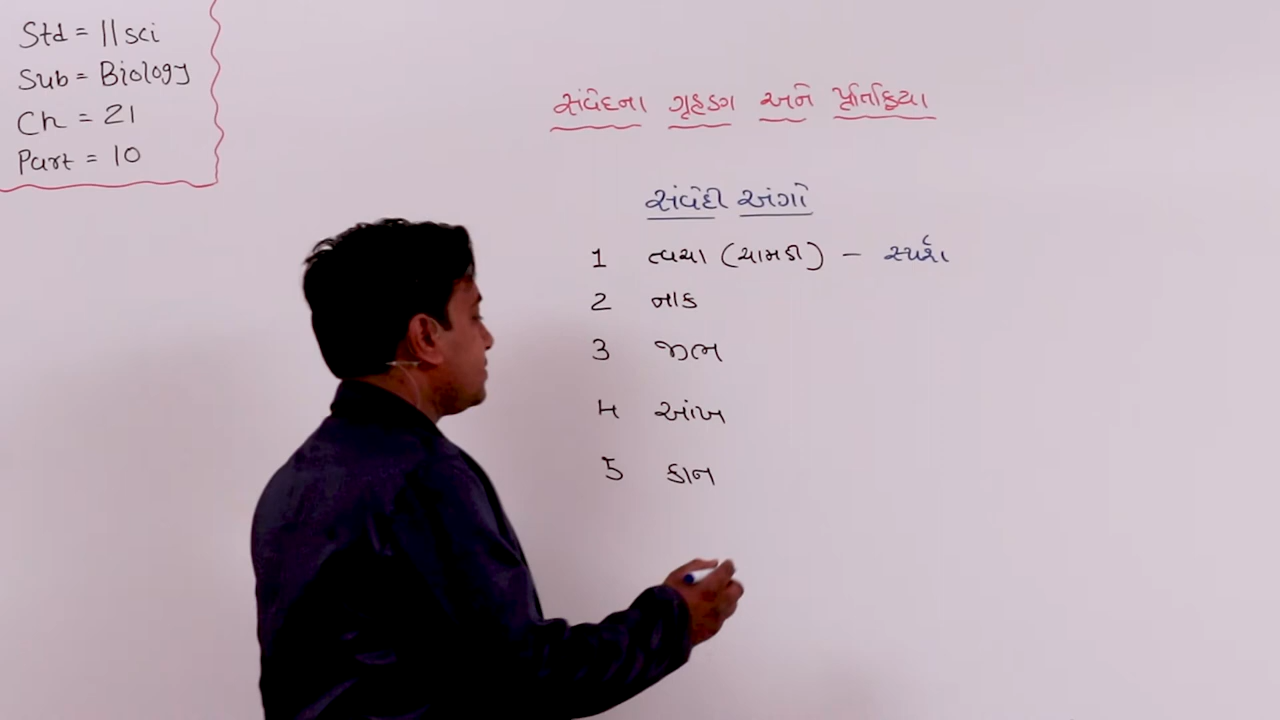 Std = 11 sci
Sub = Biology
Ch = 21
Part = 10
સંવેદના ગ્રહણ અને પ્રતિક્રિયા
સંવેદી અંગો
1 ત્વચા (ચામડી) – સ્પર્શ
2 નાક
3 જીભ
4 આંખ
5 કાન